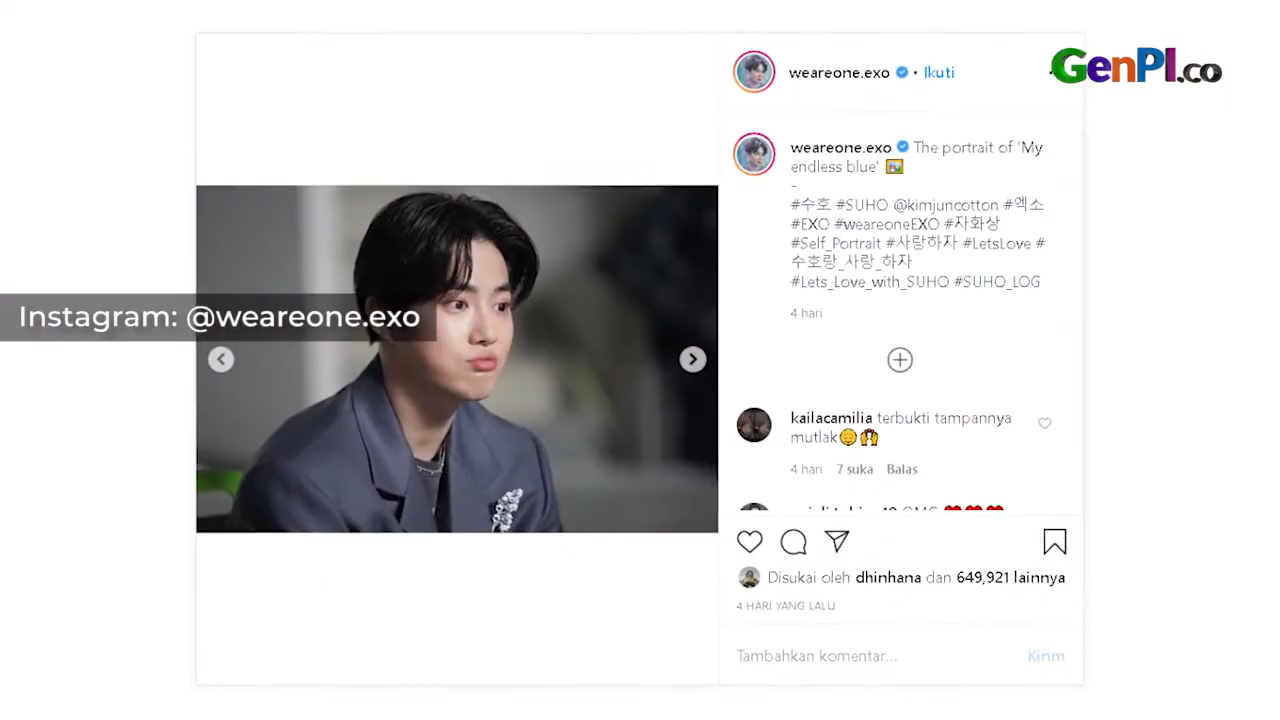 weareone.exo • Ikuti
GenPI.co
weareone.exo The portrait of 'My
endless blue'
-
#수호 #SUHO @kimjuncotton #엑소
#EXO #weareoneEXO #자화상
#Self_Portrait #사랑하자 #LetsLove #
수호랑_사랑_하자
#Lets_Love_with_SUHO #SUHO_LOG
4 hari
Instagram: @weareone.exo
kailacamilia terbukti tampannya
mutlak
4 hari 7 suka Balas
Disukai oleh dhinhana dan 649,921 lainnya
4 HARI YANG LALU
Tambahkan komentar... Kirim